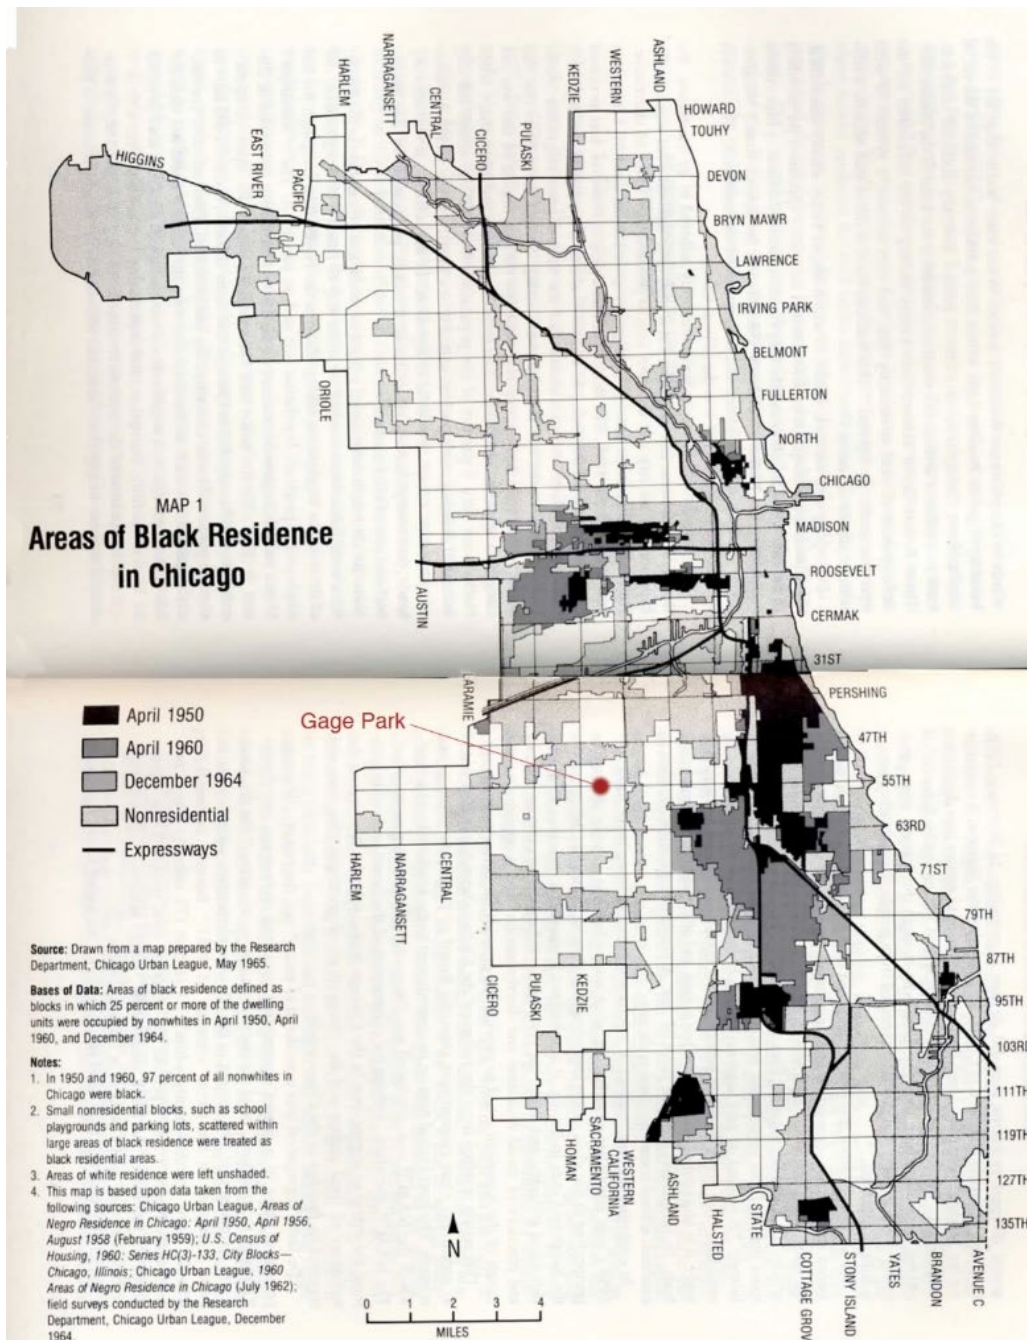 HARLEM
NARRAGANSETT
CENTRAL
CICERO
PULASKI
KEDZIE
WESTERN
ASHLAND
HOWARD
TOUHY
HIGGINS
EAST RIVER
PACIFIC
DEVON
BRYN MAWR
LAWRENCE
IRVING PARK
BELMONT
ORIOLE
FULLERTON
NORTH
CHICAGO
MADISON
MAP 1
Areas of Black Residence
in Chicago
AUSTIN
ROOSEVELT
CERMAK
31ST
LARAMIE
PERSHING
April 1950
April 1960
December 1964
Nonresidential
Expressways
Gage Park
47TH
55TH
63RD
71ST
79TH
87TH
95TH
103RD
111TH
119TH
127TH
135TH
HARLEM
NARRAGANSETT
CENTRAL
CICERO
PULASKI
KEDZIE
HOMAN
SACRAMENTO
WESTERN
CALIFORNIA
ASHLAND
HALSTED
STATE
COTTAGE GROV
STONY ISLAND
YATES
BRANDON
AVENUE C
Source: Drawn from a map prepared by the Research
Department, Chicago Urban League, May 1965.
Bases of Data: Areas of black residence defined as
blocks in which 25 percent or more of the dwelling
units were occupied by nonwhites in April 1950, April
1960, and December 1964.
Notes:
1. In 1950 and 1960, 97 percent of all nonwhites in
Chicago were black.
2. Small nonresidential blocks, such as school
playgrounds and parking lots, scattered within
large areas of black residence were treated as
black residential areas.
3. Areas of white residence were left unshaded.
4. This map is based upon data taken from the
following sources: Chicago Urban League, Areas of
Negro Residence in Chicago: April 1950, April 1956,
August 1958 (February 1959); U.S. Census of
Housing, 1960: Series HC(3)-133, City Blocks—
Chicago, Illinois; Chicago Urban League, 1960
Areas of Negro Residence in Chicago (July 1962);
field surveys conducted by the Research
Department, Chicago Urban League, December
1964.
N
0 1 2 3 4
MILES